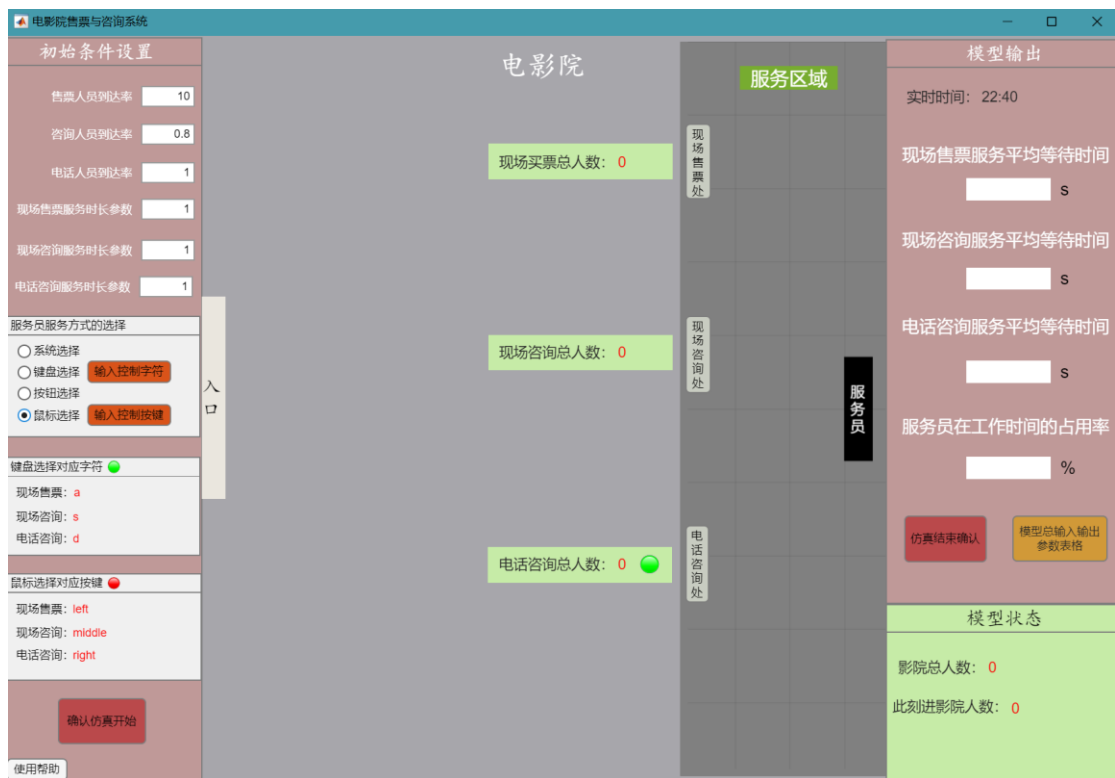 电影院售票与咨询系统
初始条件设置
售票人员到达率 10
咨询人员到达率 0.8
电话人员到达率 1
现场售票服务时长参数 1
现场咨询服务时长参数 1
电话咨询服务时长参数 1
服务员服务方式的选择
系统选择
键盘选择 输入控制字符
按钮选择
鼠标选择 输入控制按键
键盘选择对应字符
现场售票：a
现场咨询：s
电话咨询：d
鼠标选择对应按键
现场售票：left
现场咨询：middle
电话咨询：right
确认仿真开始
使用帮助
入口
电影院
现场买票总人数：0
现场咨询总人数：0
电话咨询总人数：0
服务区域
现场售票处
现场咨询处
电话咨询处
服务员
模型输出
实时时间：22:40
现场售票服务平均等待时间
s
现场咨询服务平均等待时间
s
电话咨询服务平均等待时间
s
服务员在工作时间的占用率
%
仿真结束确认
模型总输入输出
参数表格
模型状态
影院总人数：0
此刻进影院人数：0